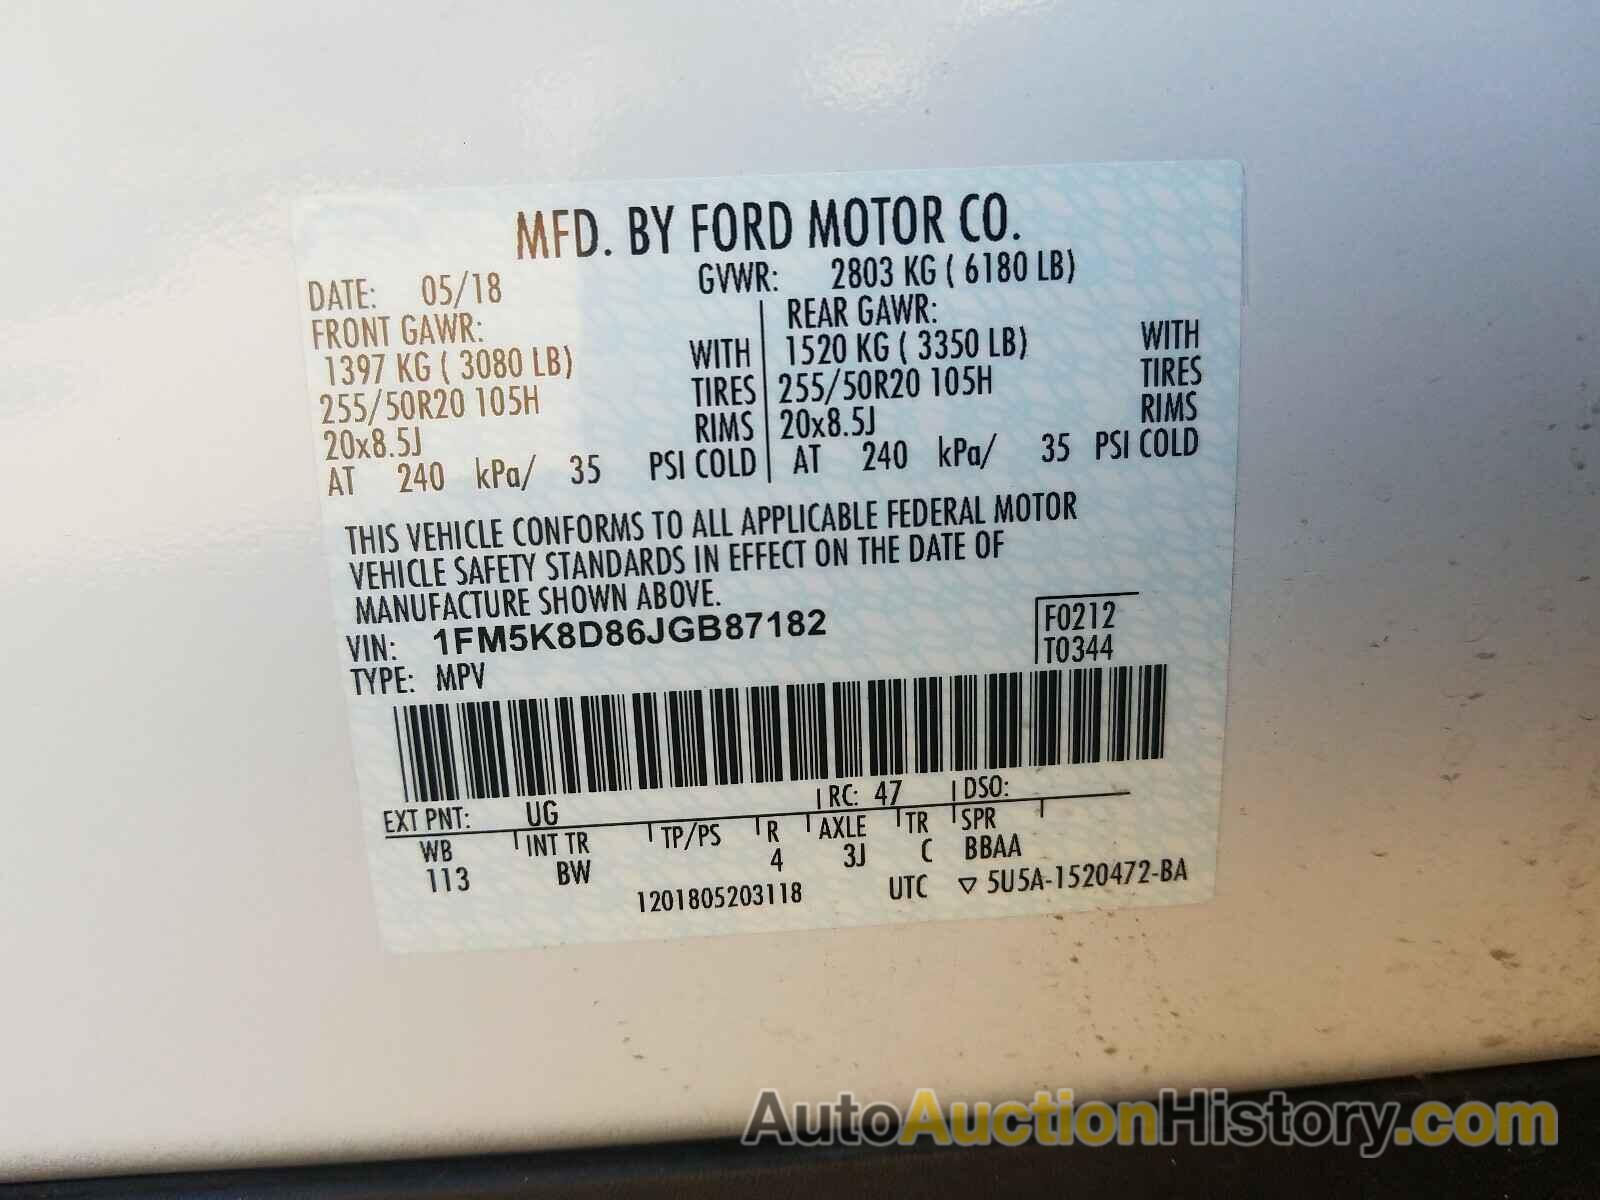 MFD. BY FORD MOTOR CO.
DATE: 05/18 GVWR: 2803 KG ( 6180 LB)
FRONT GAWR: REAR GAWR:
1397 KG ( 3080 LB) WITH 1520 KG ( 3350 LB) WITH
255/50R20 105H TIRES 255/50R20 105H TIRES
20x8.5J RIMS 20x8.5J RIMS
AT 240 kPa/ 35 PSI COLD AT 240 kPa/ 35 PSI COLD
THIS VEHICLE CONFORMS TO ALL APPLICABLE FEDERAL MOTOR
VEHICLE SAFETY STANDARDS IN EFFECT ON THE DATE OF
MANUFACTURE SHOWN ABOVE.
VIN: 1FM5K8D86JGB87182 F0212
TYPE: MPV T0344
EXT PNT: UG RC: 47 DSO:
WB INT TR TP/PS R AXLE TR SPR
113 BW 4 3J C BBAA
1201805203118 UTC ▽ 5U5A-1520472-BA
AutoAuctionHistory.com